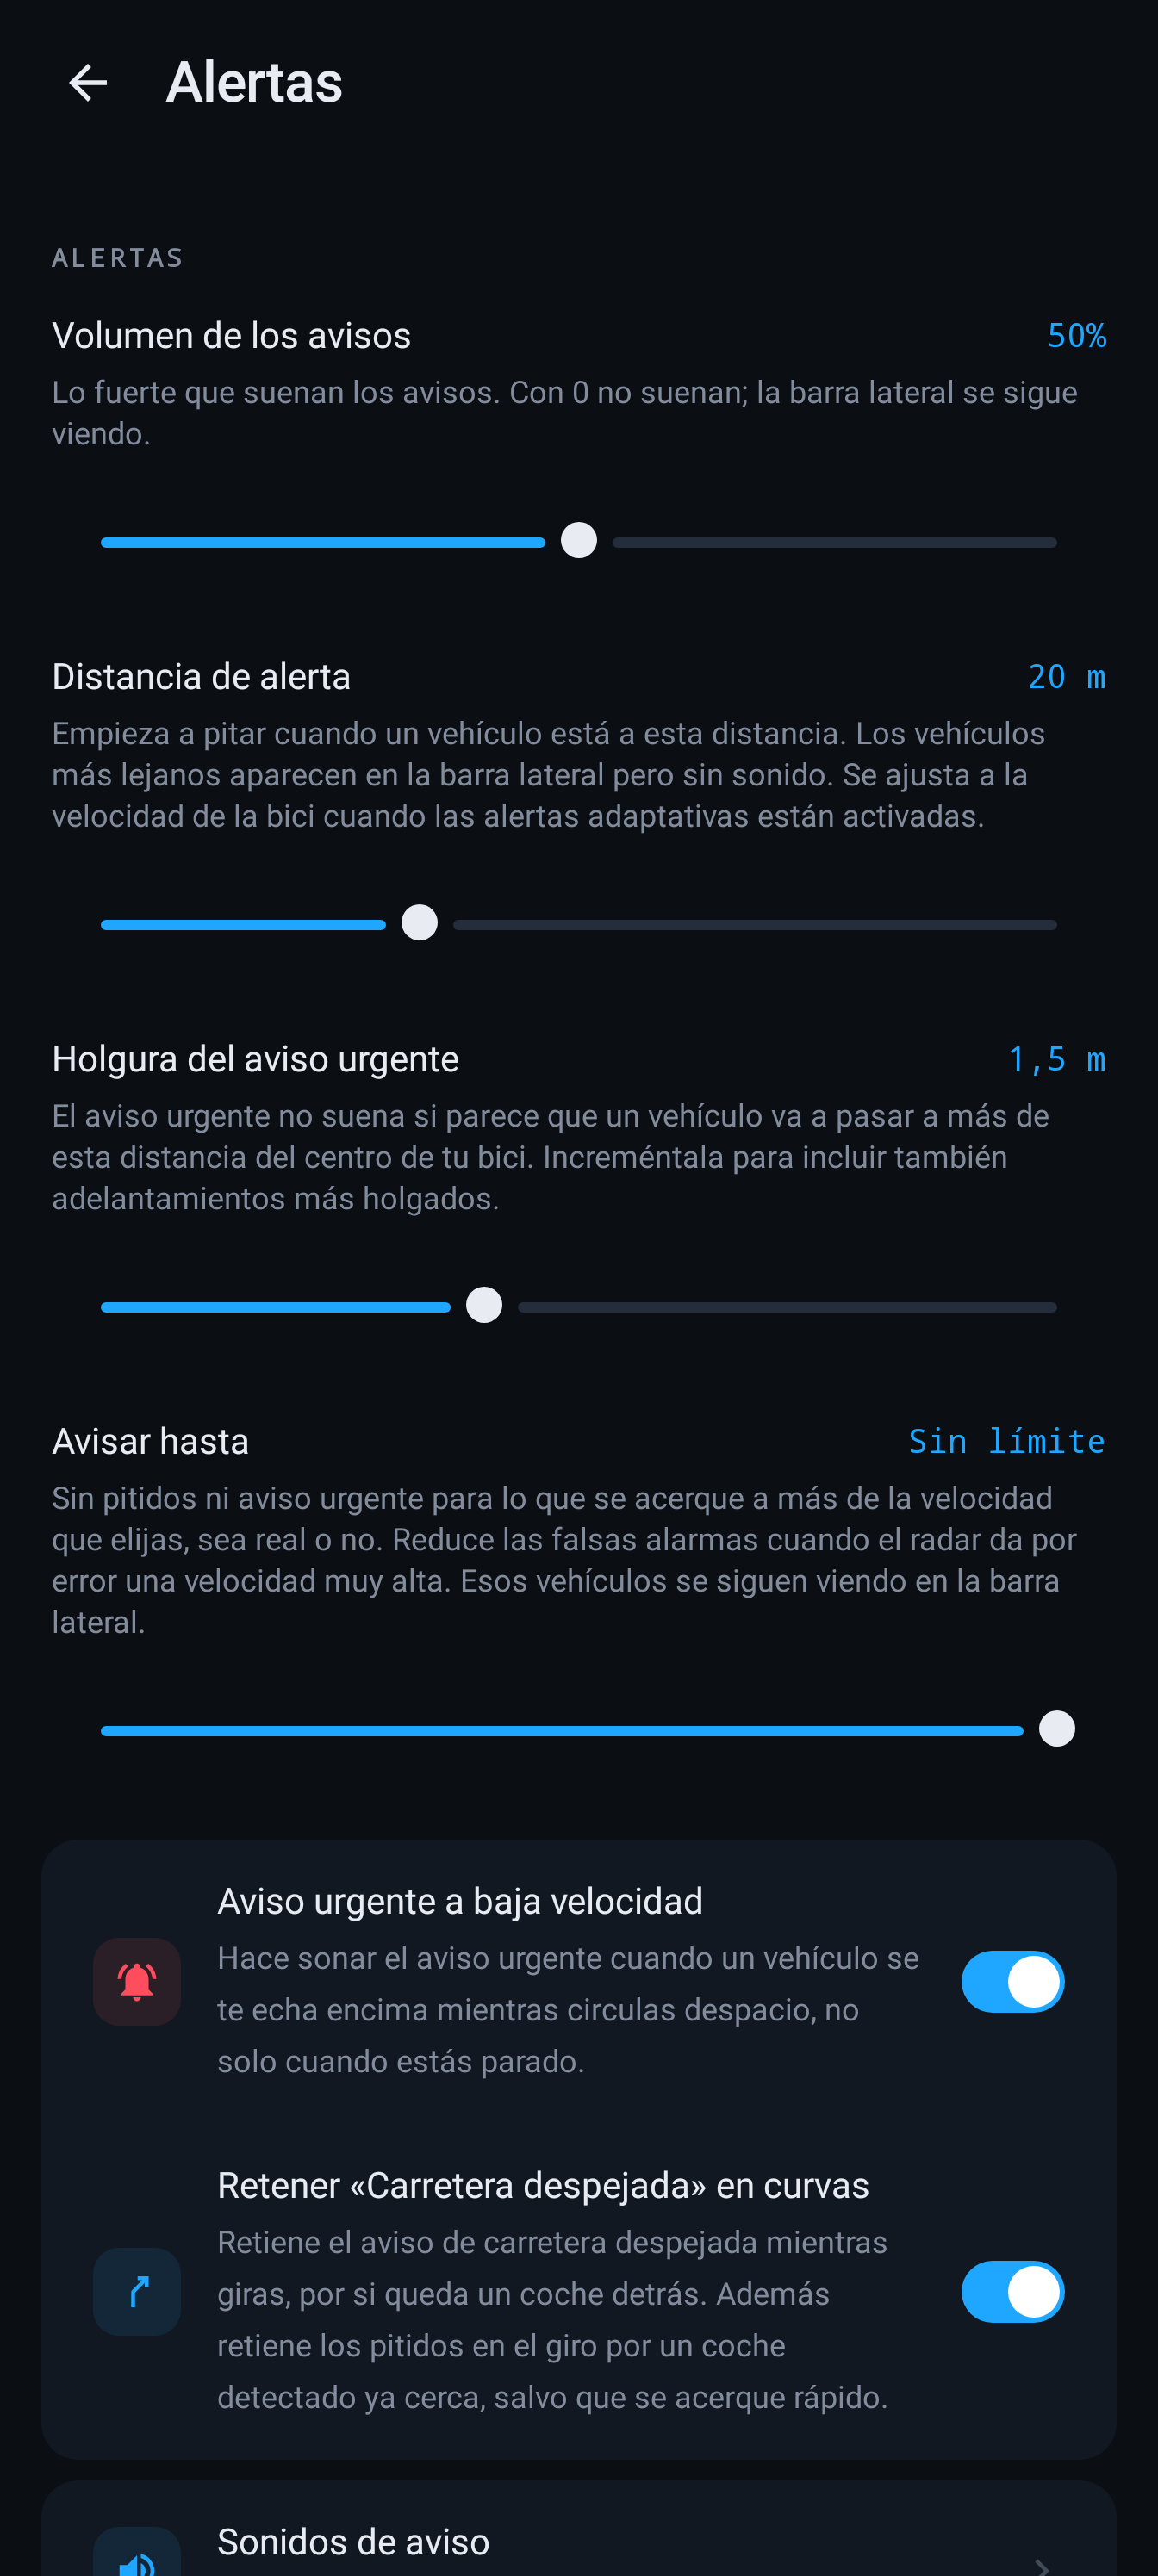 Alertas
ALERTAS
Volumen de los avisos
50%
Lo fuerte que suenan los avisos. Con 0 no suenan; la barra lateral se sigue
viendo.
Distancia de alerta
20 m
Empieza a pitar cuando un vehículo está a esta distancia. Los vehículos
más lejanos aparecen en la barra lateral pero sin sonido. Se ajusta a la
velocidad de la bici cuando las alertas adaptativas están activadas.
Holgura del aviso urgente
1,5 m
El aviso urgente no suena si parece que un vehículo va a pasar a más de
esta distancia del centro de tu bici. Increméntala para incluir también
adelantamientos más holgados.
Avisar hasta
Sin límite
Sin pitidos ni aviso urgente para lo que se acerque a más de la velocidad
que elijas, sea real o no. Reduce las falsas alarmas cuando el radar da por
error una velocidad muy alta. Esos vehículos se siguen viendo en la barra
lateral.
Aviso urgente a baja velocidad
Hace sonar el aviso urgente cuando un vehículo se
te echa encima mientras circulas despacio, no
solo cuando estás parado.
Retener «Carretera despejada» en curvas
Retiene el aviso de carretera despejada mientras
giras, por si queda un coche detrás. Además
retiene los pitidos en el giro por un coche
detectado ya cerca, salvo que se acerque rápido.
Sonidos de aviso